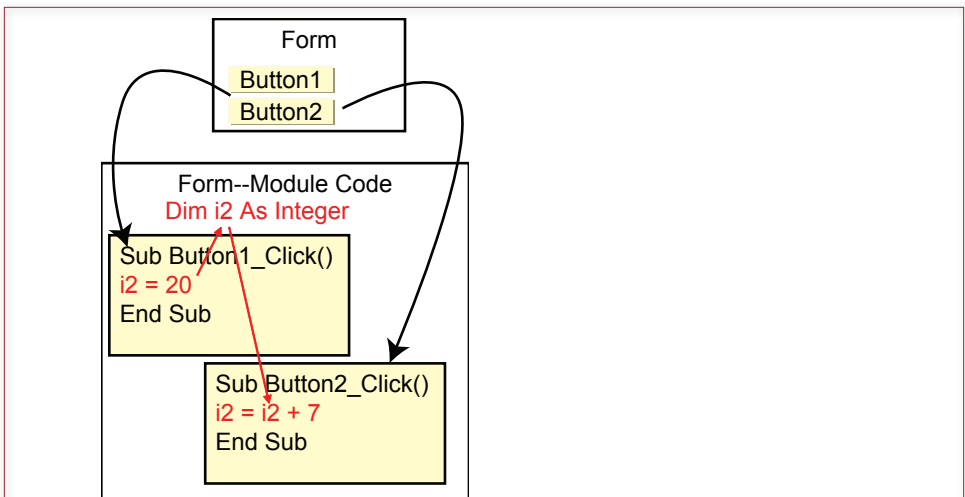 Form
Button1
Button2
Form--Module Code
Dim i2 As Integer
Sub Button1_Click()
i2 = 20
End Sub
Sub Button2_Click()
i2 = i2 + 7
End Sub